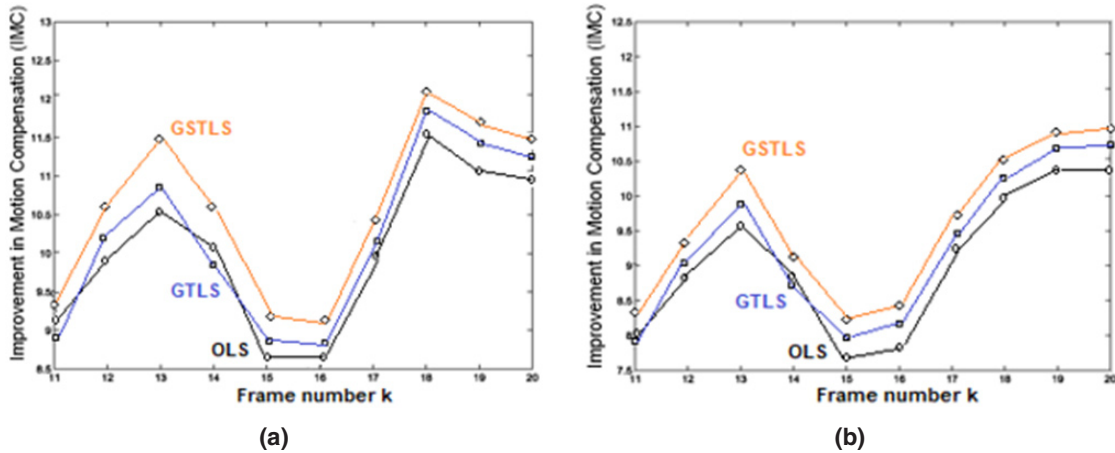 Improvement in Motion Compensation (IMC)
13
12.5
12
11.5
11
10.5
10
9.5
9
8.5
11 12 13 14 15 16 17 18 19 20
GSTLS
GTLS
OLS
Frame number k
(a)
Improvement in Motion Compensation (IMC)
12.5
12
11.5
11
10.5
10
9.5
9
8.5
8
7.5
11 12 13 14 15 16 17 18 19 20
GSTLS
GTLS
OLS
Frame number k
(b)